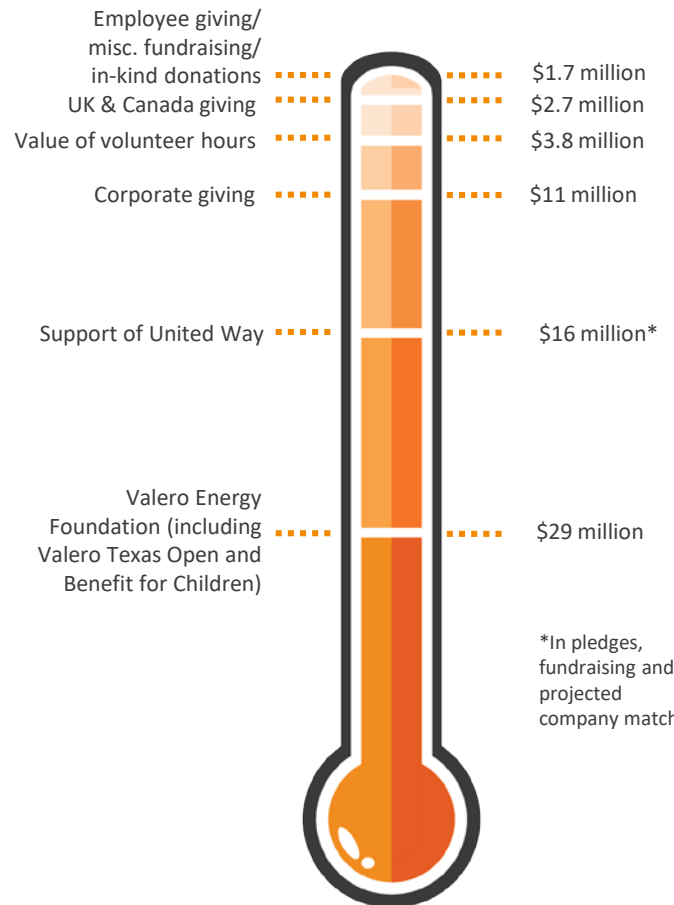 Employee giving/
misc. fundraising/
in-kind donations
$1.7 million
UK & Canada giving
$2.7 million
Value of volunteer hours
$3.8 million
Corporate giving
$11 million
Support of United Way
$16 million*
Valero Energy
Foundation (including
Valero Texas Open and
Benefit for Children)
$29 million
*In pledges,
fundraising and
projected
company match